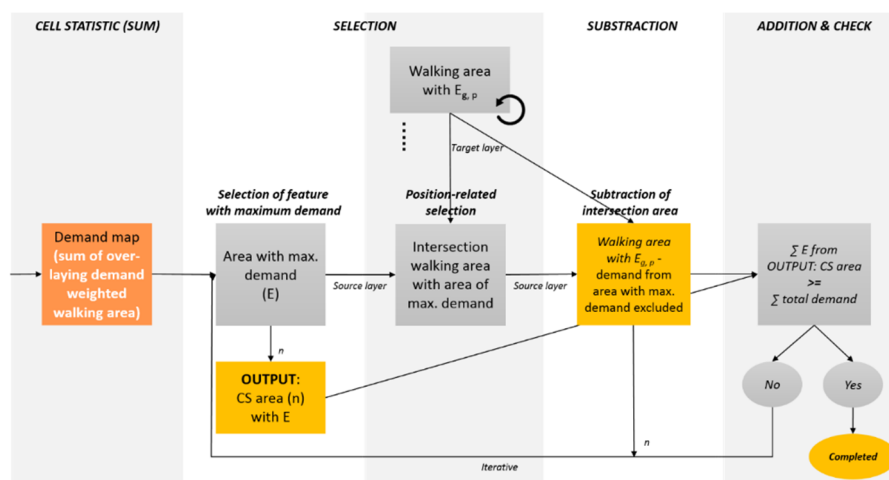 CELL STATISTIC (SUM)
SELECTION
SUBSTRACTION
ADDITION & CHECK
Walking area
with E g, p
Target layer
Selection of feature
with maximum demand
Position-related
selection
Subtraction of
intersection area
Demand map
(sum of over-
laying demand
weighted
walking area)
Area with max.
demand
(E)
Source layer
Intersection
walking area
with area of
max. demand
Source layer
Walking area
with E g, p -
demand from
area with max.
demand excluded
∑ E from
OUTPUT: CS area
>=
∑ total demand
n
OUTPUT:
CS area (n)
with E
No
Yes
n
Completed
Iterative